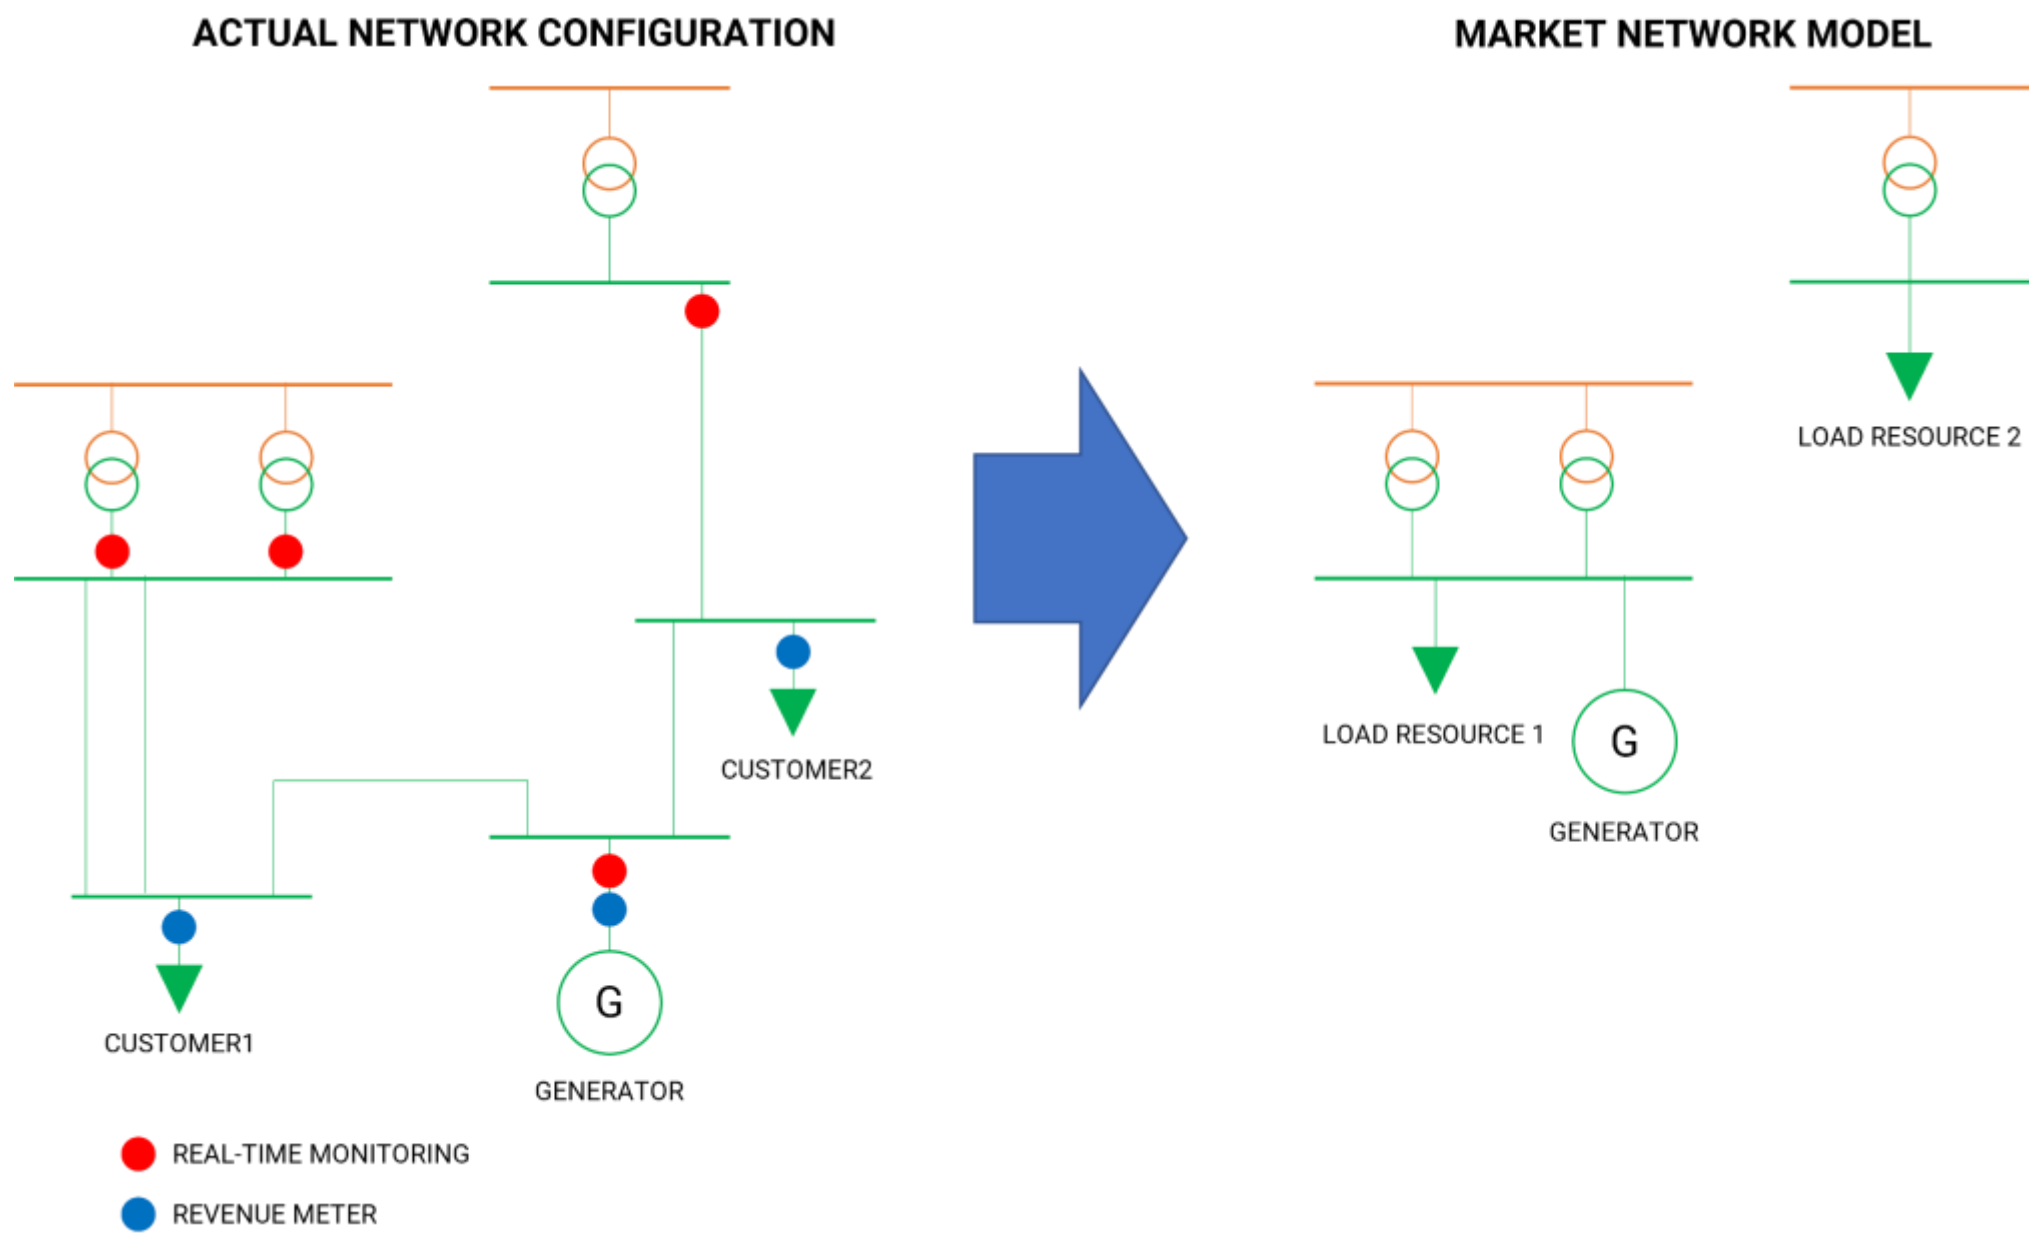 ACTUAL NETWORK CONFIGURATION
MARKET NETWORK MODEL
LOAD RESOURCE 2
LOAD RESOURCE 1
G
GENERATOR
CUSTOMER2
CUSTOMER1
G
GENERATOR
REAL-TIME MONITORING
REVENUE METER